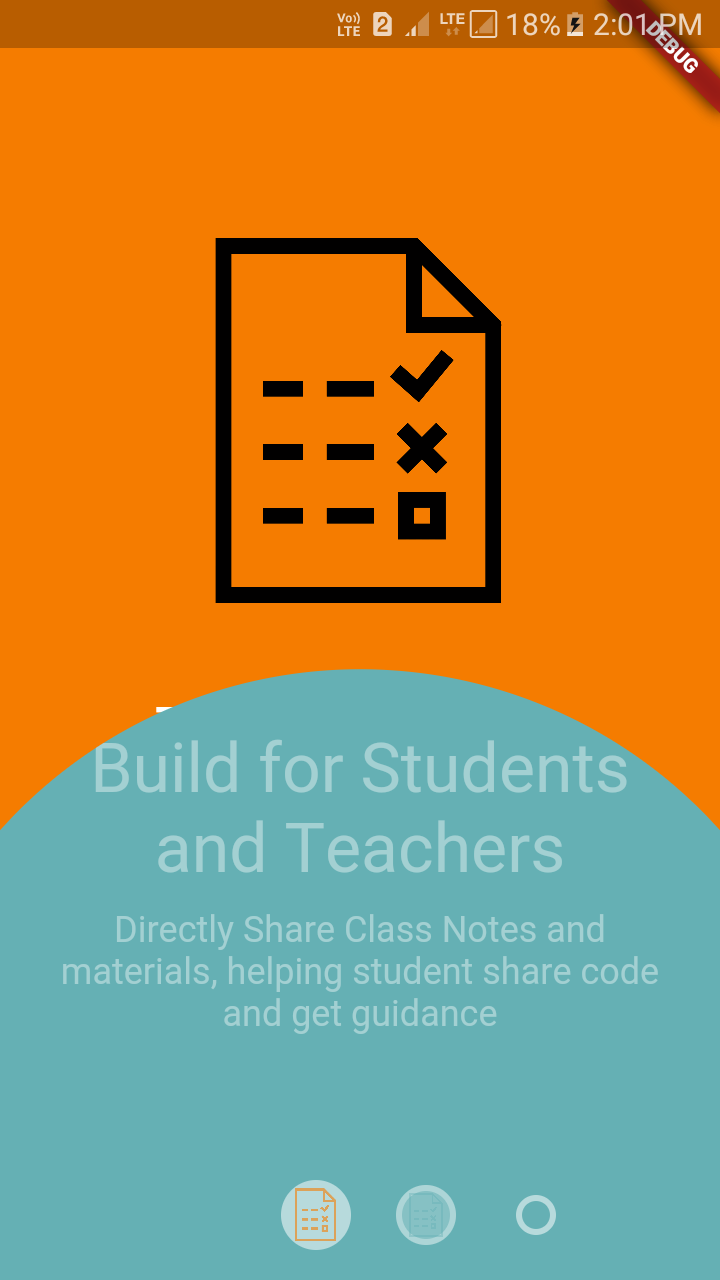 Vo))
LTE 2 LTE 18% 2:01 PM
DEBUG
Build for Students
and Teachers
Directly Share Class Notes and
materials, helping student share code
and get guidance